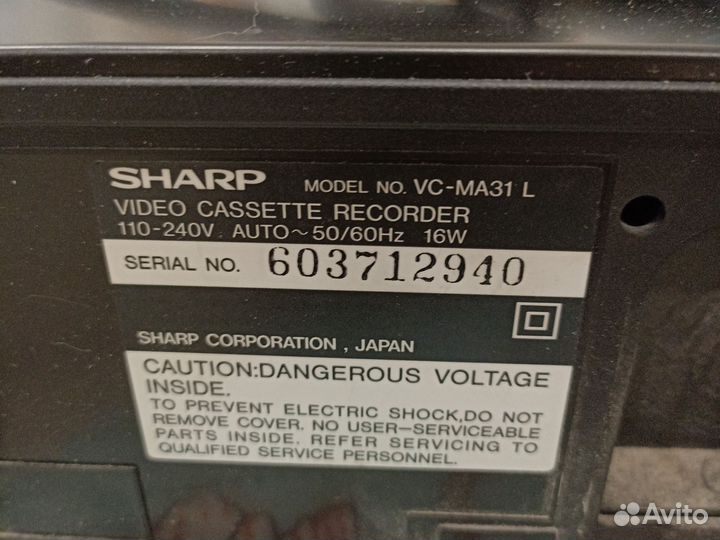 SHARP MODEL NO. VC-MA31 L
VIDEO CASSETTE RECORDER
110-240V AUTO~50/60Hz 16W
SERIAL NO. 603712940
SHARP CORPORATION, JAPAN
CAUTION:DANGEROUS VOLTAGE
INSIDE.
TO PREVENT ELECTRIC SHOCK,DO NOT
REMOVE COVER. NO USER-SERVICEABLE
PARTS INSIDE. REFER SERVICING TO
QUALIFIED SERVICE PERSONNEL.
Avito